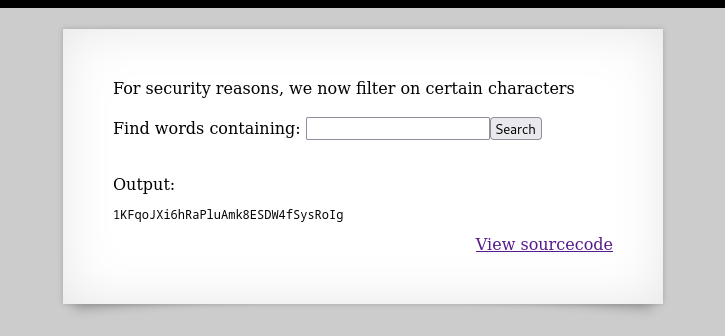 For security reasons, we now filter on certain characters
Find words containing: Search
Output:
1KFqoJXi6hRaPluAmk8ESDW4fSysRoIg
View sourcecode